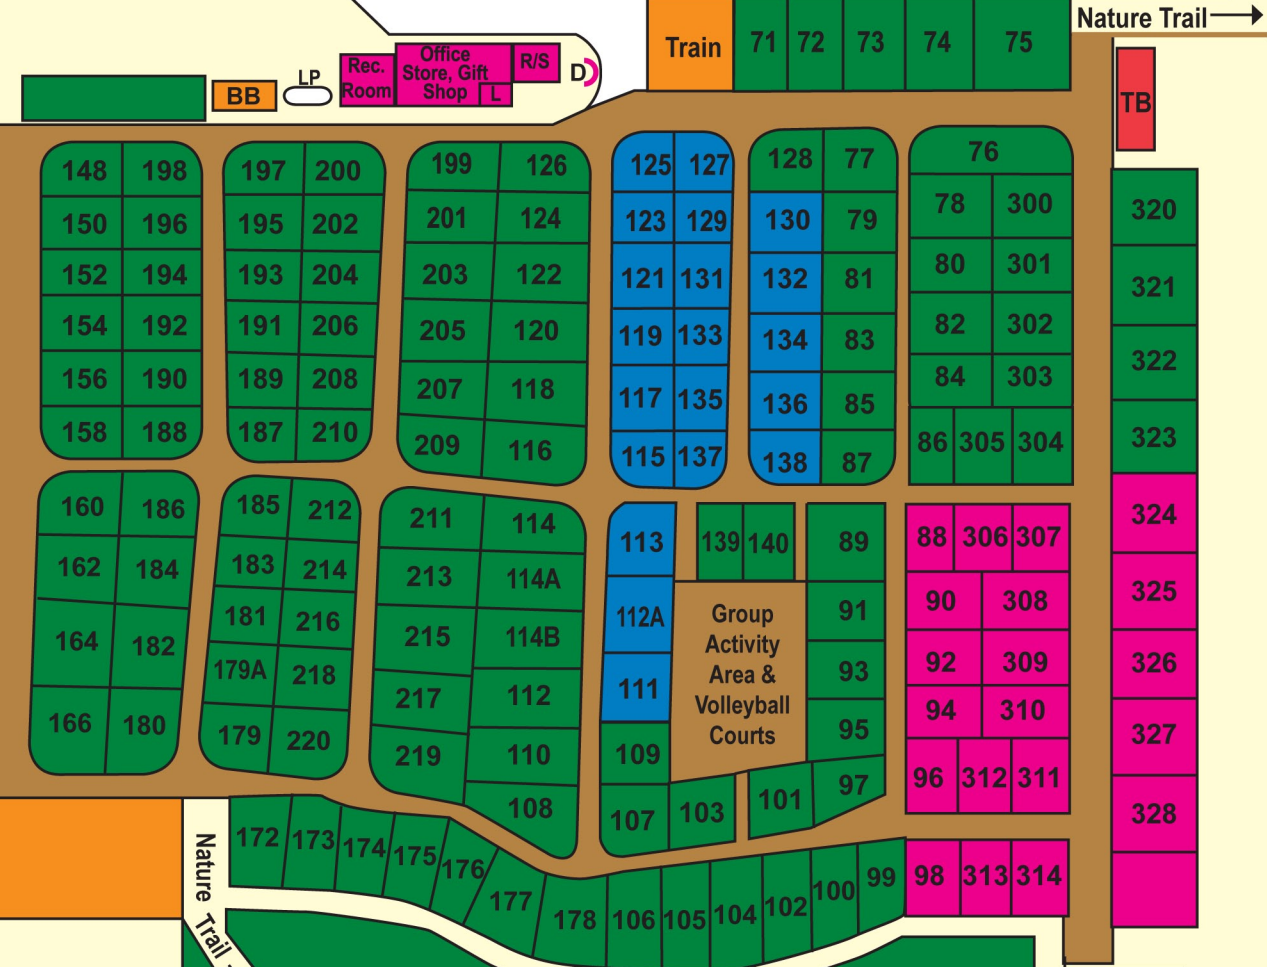 Nature Trail
Train
71 72 73 74 75
Office
Store, Gift
Shop
L
R/S
D
Rec.
Room
LP
BB
TB
148 198
150 196
152 194
154 192
156 190
158 188
197 200
195 202
193 204
191 206
189 208
187 210
199 126
201 124
203 122
205 120
207 118
209 116
125 127
123 129
121 131
119 133
117 135
115 137
128 77
130 79
132 81
134 83
136 85
138 87
76
78 300
80 301
82 302
84 303
86 305 304
320
321
322
323
324
325
326
327
328
160 186
162 184
164 182
166 180
185 212
183 214
181 216
179A 218
179 220
211 114
213 114A
215 114B
217 112
219 110
108
113
112A
111
109
107 103
139 140
Group
Activity
Area &
Volleyball
Courts
89
91
93
95
101 97
88 306 307
90 308
92 309
94 310
96 312 311
98 313 314
Nature Trail
172 173 174 175 176 177 178 106 105 104 102 100 99